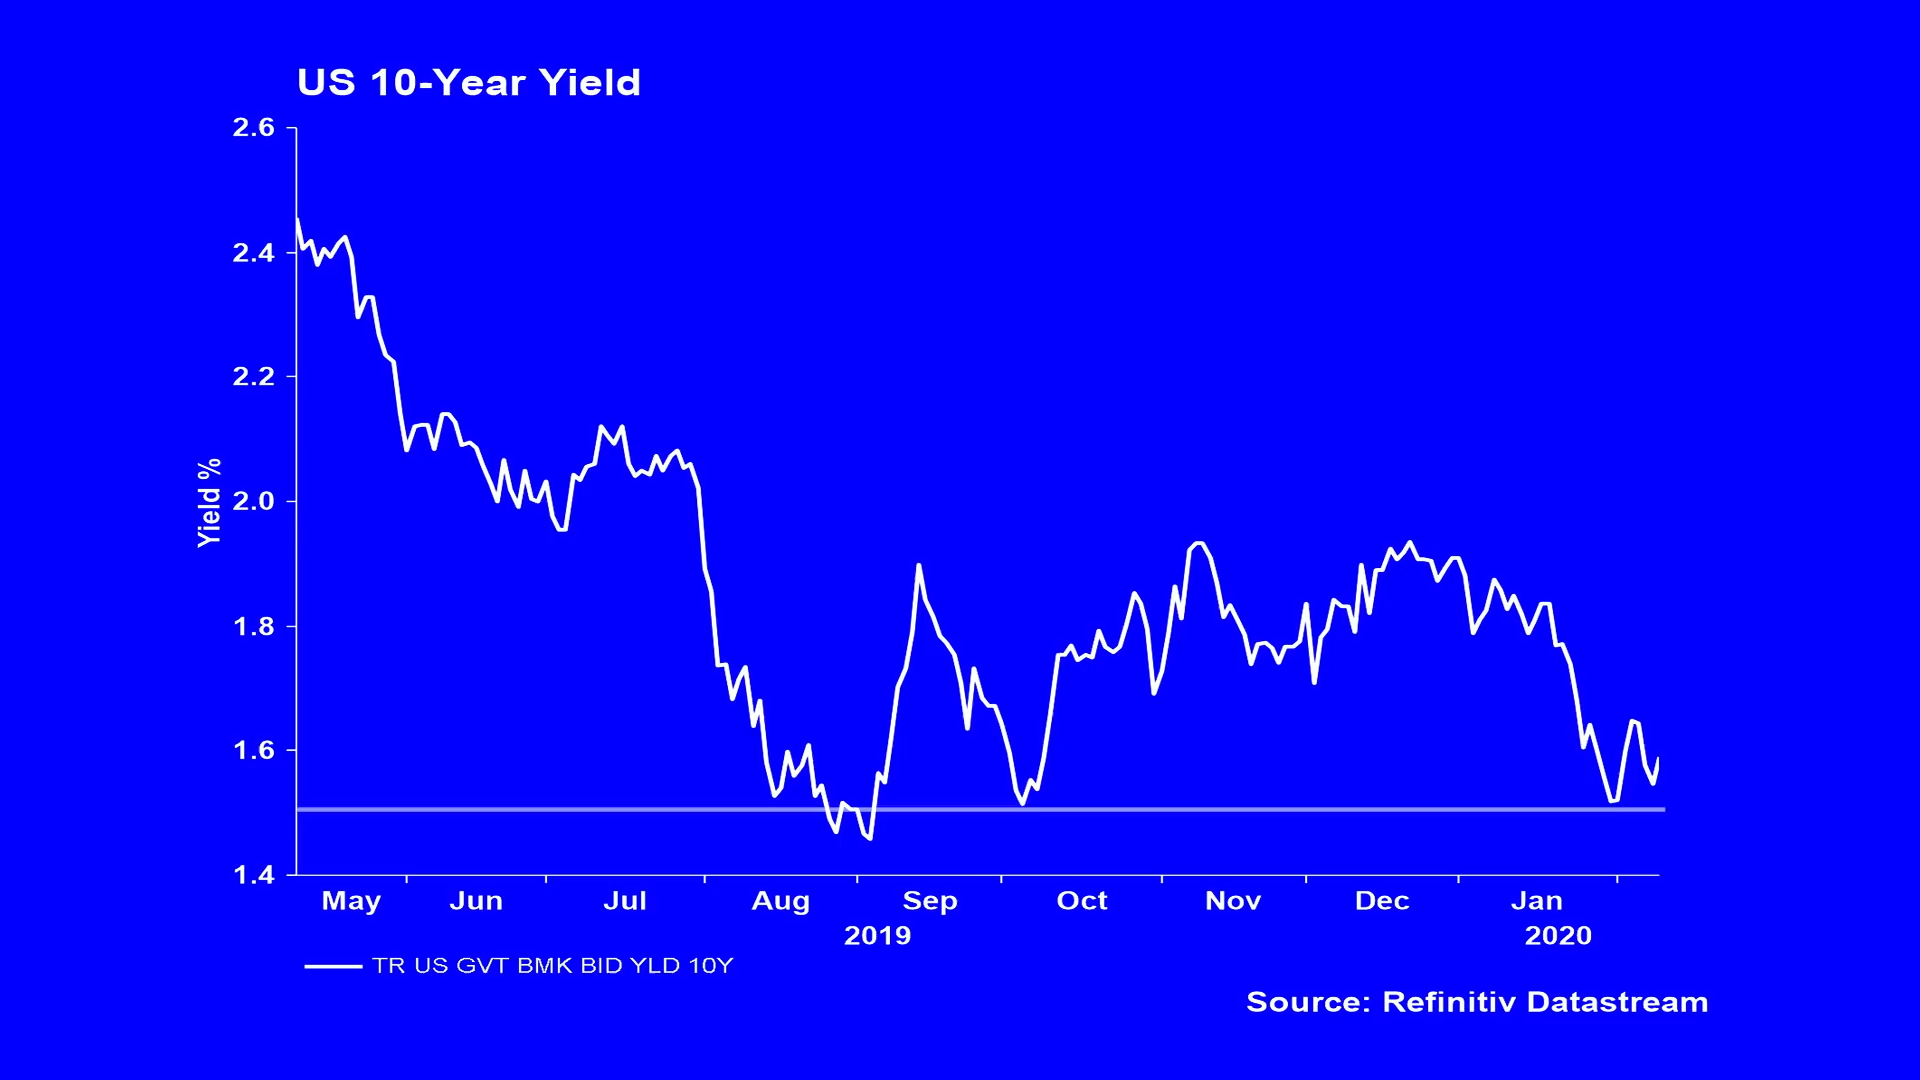 US 10-Year Yield
2.6
2.4
2.2
2.0
1.8
1.6
1.4
Yield %
May Jun Jul Aug Sep Oct Nov Dec Jan
2019 2020
TR US GVT BMK BID YLD 10Y
Source: Refinitiv Datastream